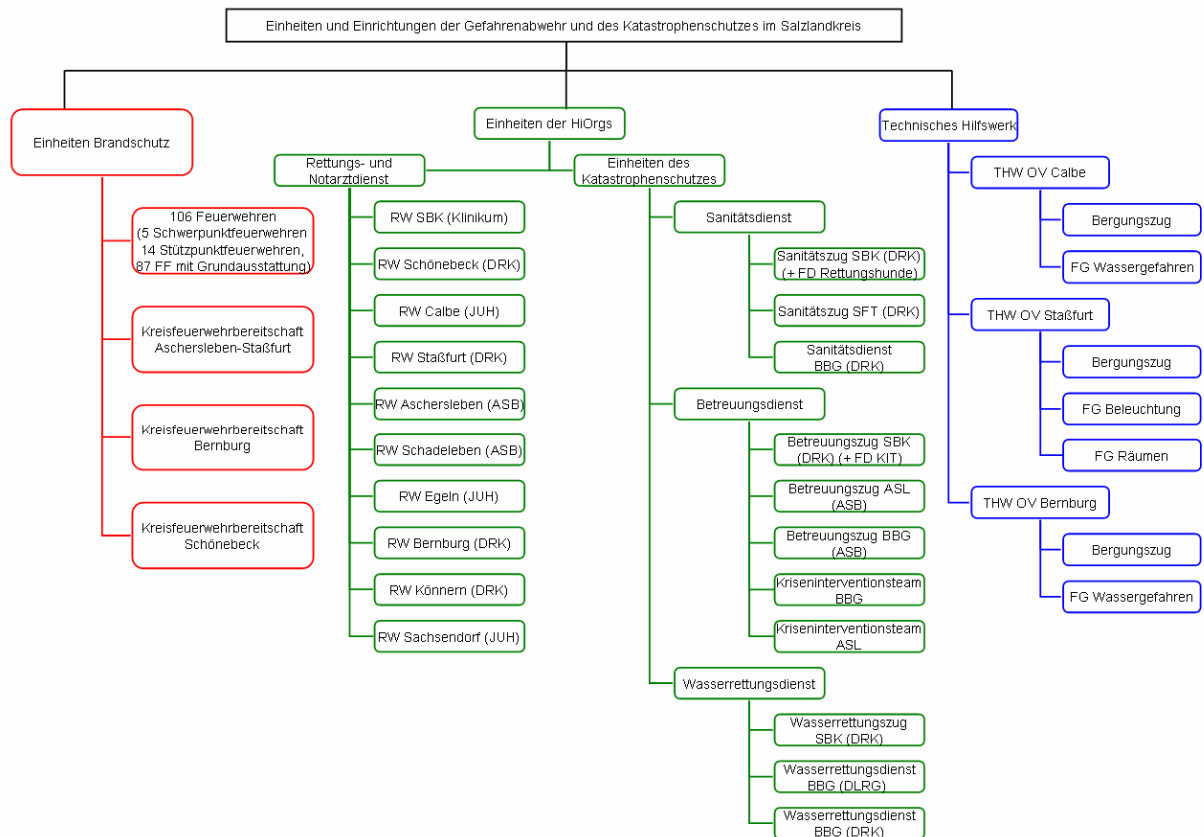 Einheiten und Einrichtungen der Gefahrenabwehr und des Katastrophenschutzes im Salzlandkreis
Einheiten Brandschutz
106 Feuerwehren
(5 Schwerpunktfeuerwehren
14 Stützpunktfeuerwehren,
87 FF mit Grundausstattung)
Kreisfeuerwehrbereitschaft
Aschersleben-Staßfurt
Kreisfeuerwehrbereitschaft
Bernburg
Kreisfeuerwehrbereitschaft
Schönebeck
Einheiten der HiOrgs
Rettungs- und
Notarztdienst
RW SBK (Klinikum)
RW Schönebeck (DRK)
RW Calbe (JUH)
RW Staßfurt (DRK)
RW Aschersleben (ASB)
RW Schadeleben (ASB)
RW Egeln (JUH)
RW Bernburg (DRK)
RW Könnern (DRK)
RW Sachsendorf (JUH)
Einheiten des
Katastrophenschutzes
Sanitätsdienst
Sanitätszug SBK (DRK)
(+ FD Rettungshunde)
Sanitätszug SFT (DRK)
Sanitätsdienst
BBG (DRK)
Betreuungsdienst
Betreuungszug SBK
(DRK) (+ FD KIT)
Betreuungszug ASL
(ASB)
Betreuungszug BBG
(ASB)
Kriseninterventionsteam
BBG
Kriseninterventionsteam
ASL
Wasserrettungsdienst
Wasserrettungszug
SBK (DRK)
Wasserrettungsdienst
BBG (DLRG)
Wasserrettungsdienst
BBG (DRK)
Technisches Hilfswerk
THW OV Calbe
Bergungszug
FG Wassergefahren
THW OV Staßfurt
Bergungszug
FG Beleuchtung
FG Räumen
THW OV Bernburg
Bergungszug
FG Wassergefahren